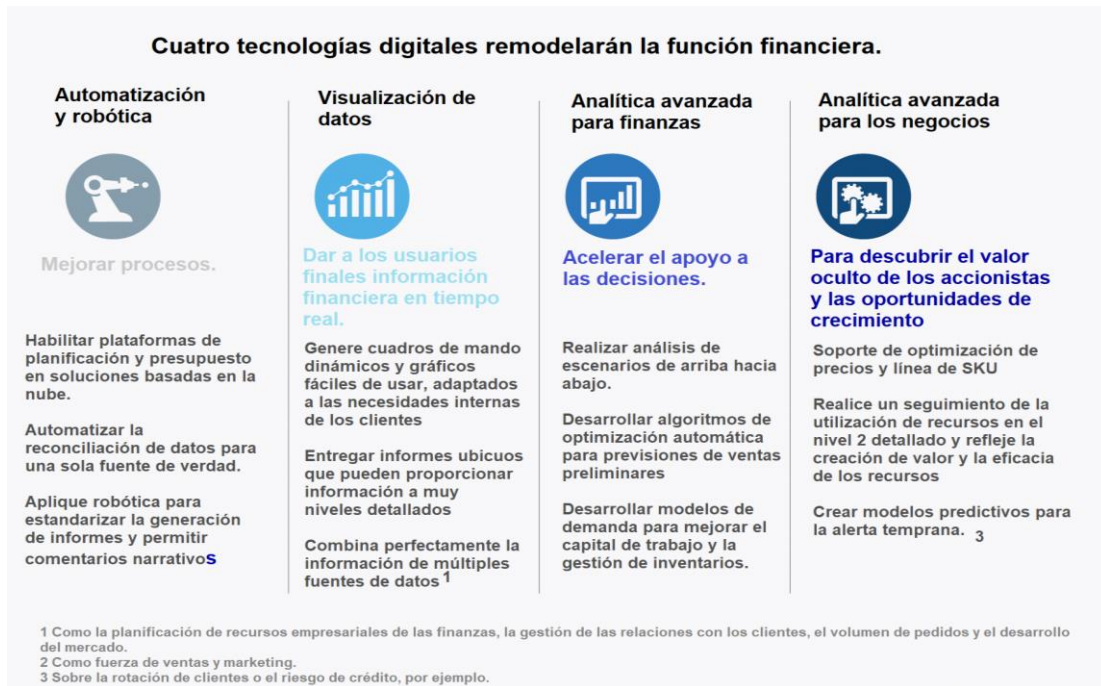 Cuatro tecnologías digitales remodelarán la función financiera.
Automatización
y robótica
Mejorar procesos.
Habilitar plataformas de
planificación y presupuesto
en soluciones basadas en la
nube.
Automatizar la
reconciliación de datos para
una sola fuente de verdad.
Aplique robótica para
estandarizar la generación
de informes y permitir
comentarios narrativos
Visualización de
datos
Dar a los usuarios
finales información
financiera en tiempo
real.
Genere cuadros de mando
dinámicos y gráficos
fáciles de usar, adaptados
a las necesidades internas
de los clientes
Entregar informes ubicuos
que pueden proporcionar
información a muy
niveles detallados
Combina perfectamente la
información de múltiples
fuentes de datos 1
Analítica avanzada
para finanzas
Acelerar el apoyo a
las decisiones.
Realizar análisis de
escenarios de arriba hacia
abajo.
Desarrollar algoritmos de
optimización automática
para previsiones de ventas
preliminares
Desarrollar modelos de
demanda para mejorar el
capital de trabajo y la
gestión de inventarios.
Analítica avanzada
para los negocios
Para descubrir el valor
oculto de los accionistas
y las oportunidades de
crecimiento
Soporte de optimización de
precios y línea de SKU
Realice un seguimiento de la
utilización de recursos en el
nivel 2 detallado y refleje la
creación de valor y la eficacia
de los recursos
Crear modelos predictivos para
la alerta temprana. 3
1 Como la planificación de recursos empresariales de las finanzas, la gestión de las relaciones con los clientes, el volumen de pedidos y el desarrollo
del mercado.
2 Como fuerza de ventas y marketing.
3 Sobre la rotación de clientes o el riesgo de crédito, por ejemplo.